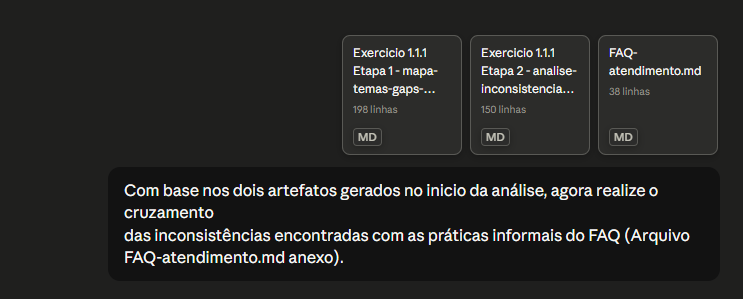 Exercicio 1.1.1
Etapa 1 - mapa-
temas-gaps-...
198 linhas
MD
Exercicio 1.1.1
Etapa 2 - analise-
inconsistencia...
150 linhas
MD
FAQ-
atendimento.md
38 linhas
MD
Com base nos dois artefatos gerados no inicio da análise, agora realize o
cruzamento
das inconsistências encontradas com as práticas informais do FAQ (Arquivo
FAQ-atendimento.md anexo).